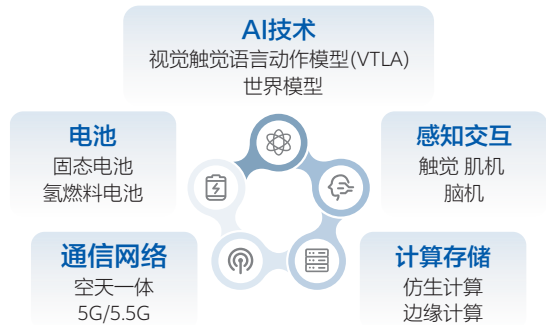 AI技术
视觉触觉语言动作模型(VTLA)
世界模型
电池
固态电池
氢燃料电池
感知交互
触觉 肌机
脑机
通信网络
空天一体
5G/5.5G
计算存储
仿生计算
边缘计算